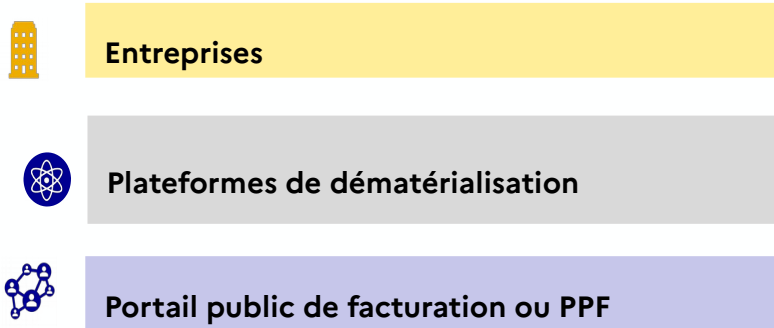 Entreprises
Plateformes de dématérialisation
Portail public de facturation ou PPF